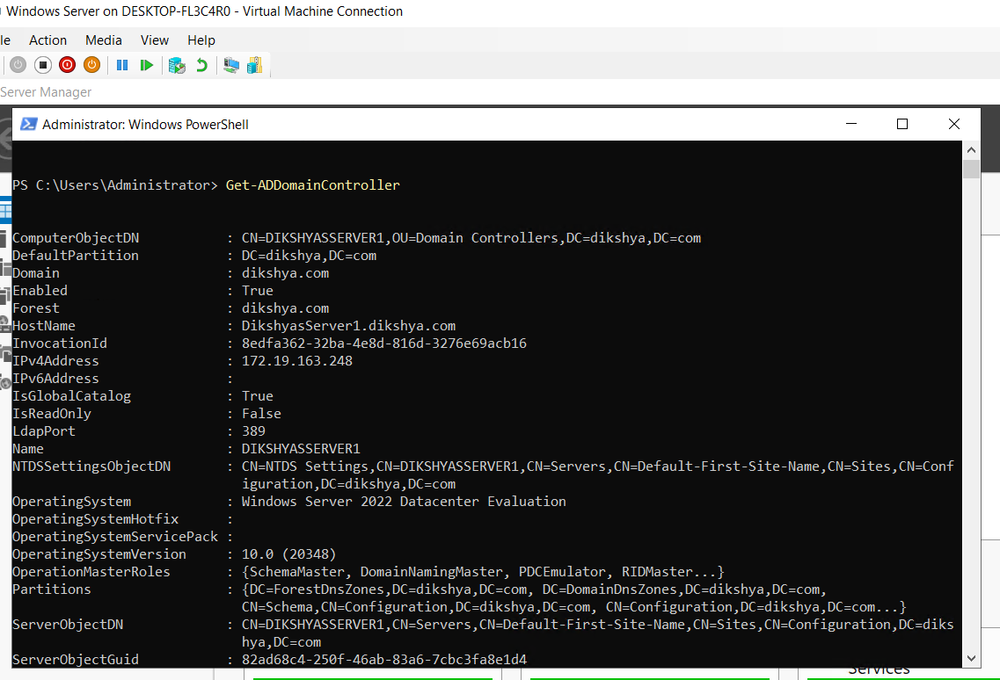 Windows Server on DESKTOP-FL3C4R0 - Virtual Machine Connection
le Action Media View Help
Server Manager
Administrator: Windows PowerShell
PS C:\Users\Administrator> Get-ADDomainController
ComputerObjectDN : CN=DIKSHYASSERVER1,OU=Domain Controllers,DC=dikshya,DC=com
DefaultPartition : DC=dikshya,DC=com
Domain : dikshya.com
Enabled : True
Forest : dikshya.com
HostName : DikshyasServer1.dikshya.com
InvocationId : 8edfa362-32ba-4e8d-816d-3276e69acb16
IPv4Address : 172.19.163.248
IPv6Address :
IsGlobalCatalog : True
IsReadOnly : False
LdapPort : 389
Name : DIKSHYASSERVER1
NTDSSettingsObjectDN : CN=NTDS Settings,CN=DIKSHYASSERVER1,CN=Servers,CN=Default-First-Site-Name,CN=Sites,CN=Conf
iguration,DC=dikshya,DC=com
OperatingSystem : Windows Server 2022 Datacenter Evaluation
OperatingSystemHotfix :
OperatingSystemServicePack :
OperatingSystemVersion : 10.0 (20348)
OperationMasterRoles : {SchemaMaster, DomainNamingMaster, PDCEmulator, RIDMaster...}
Partitions : {DC=ForestDnsZones,DC=dikshya,DC=com, DC=DomainDnsZones,DC=dikshya,DC=com,
CN=Schema,CN=Configuration,DC=dikshya,DC=com, CN=Configuration,DC=dikshya,DC=com...}
ServerObjectDN : CN=DIKSHYASSERVER1,CN=Servers,CN=Default-First-Site-Name,CN=Sites,CN=Configuration,DC=diks
hya,DC=com
ServerObjectGuid : 82ad68c4-250f-46ab-83a6-7cbc3fa8e1d4
Services